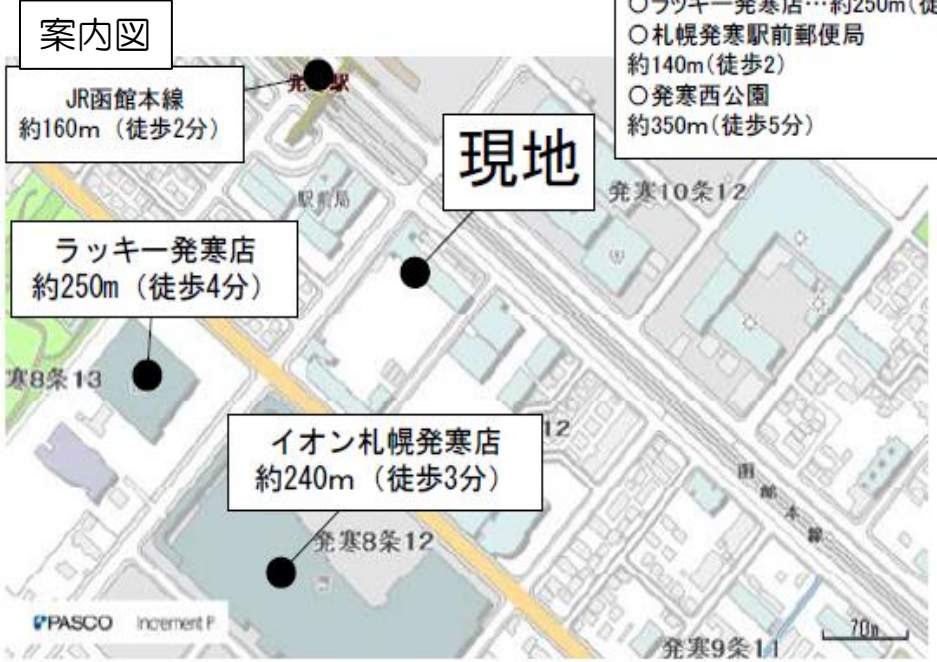 案内図
〇ラッキー発寒店…約250m(徒
〇札幌発寒駅前郵便局
約140m(徒歩2)
〇発寒西公園
約350m(徒歩5分)
JR函館本線
約160m（徒歩2分）
現地
駅前局
発寒10条12
ラッキー発寒店
約250m（徒歩4分）
寒8条13
イオン札幌発寒店
約240m（徒歩3分）
12
発寒8条12
函館本線
PASCO Increment P
発寒9条11
70m